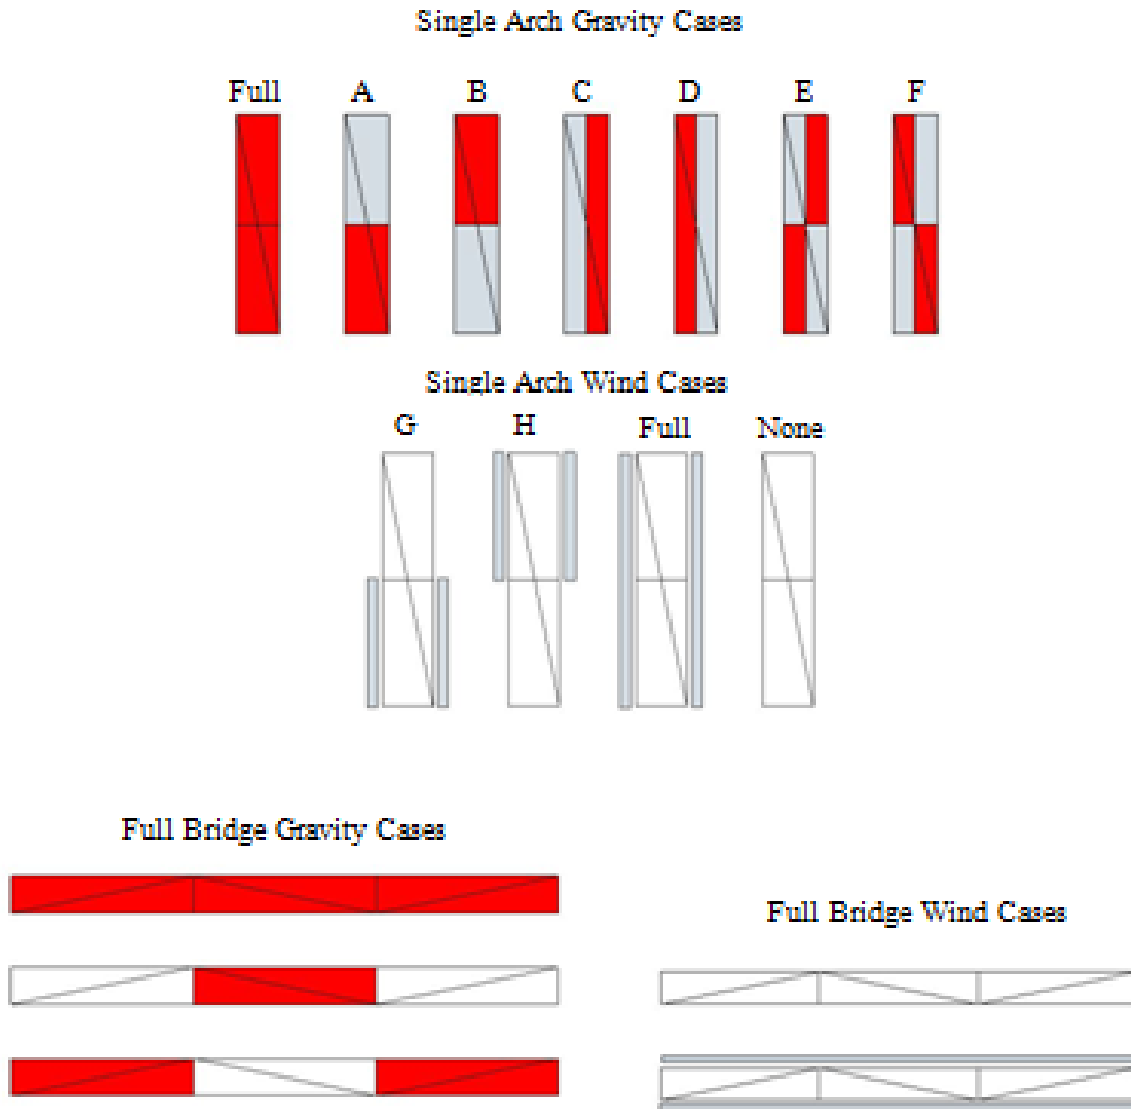 Single Arch Gravity Cases
Full A B C D E F
Single Arch Wind Cases
G H Full None
Full Bridge Gravity Cases
Full Bridge Wind Cases